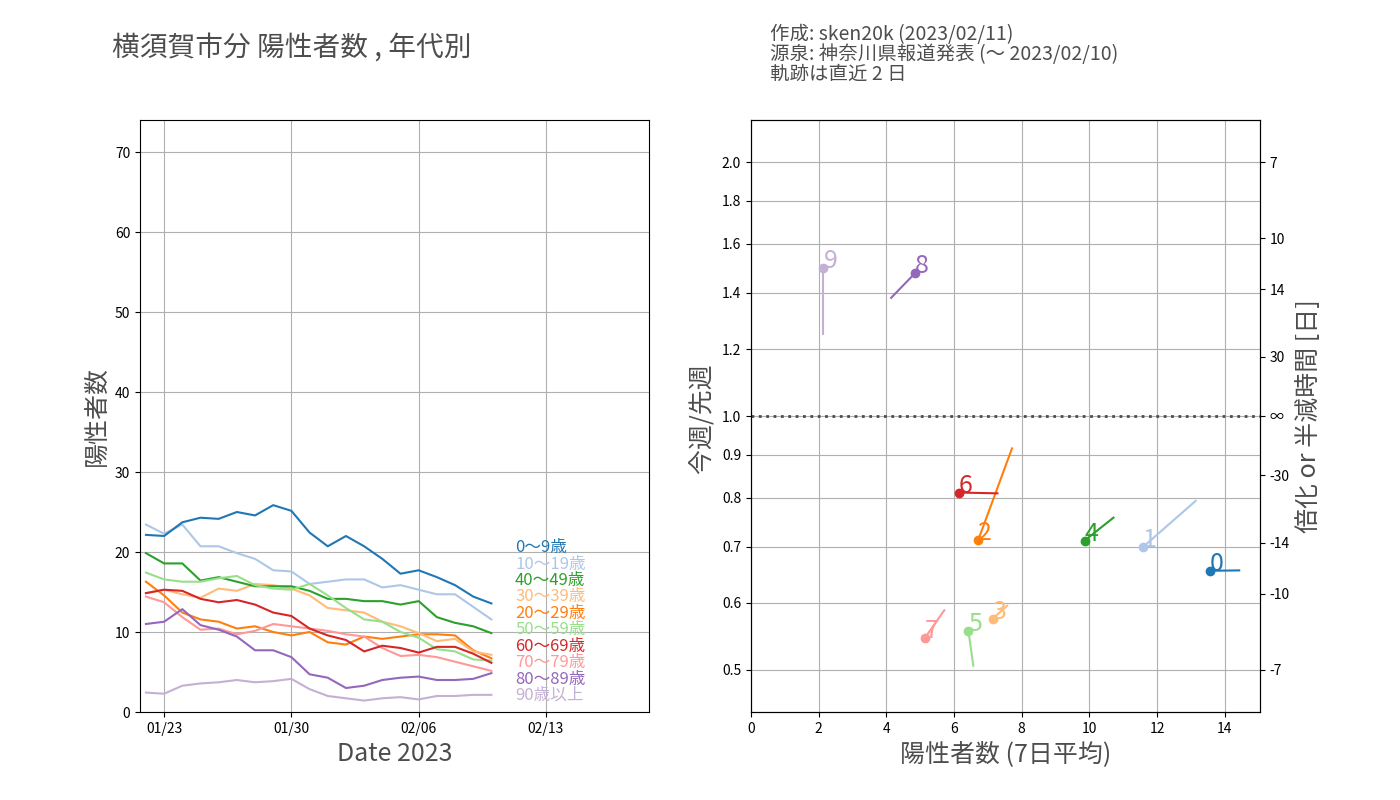 横須賀市分 陽性者数 , 年代別
作成: sken20k (2023/02/11)
源泉: 神奈川県報道発表 (〜 2023/02/10)
軌跡は直近 2 日
陽性者数
70
60
50
40
30
20
10
0
01/23
01/30
02/06
02/13
Date 2023
0〜9歳
10〜19歳
40〜49歳
30〜39歳
20〜29歳
50〜59歳
60〜69歳
70〜79歳
80〜89歳
90歳以上
今週/先週
2.0
1.8
1.6
1.4
1.2
1.0
0.9
0.8
0.7
0.6
0.5
9
8
6
2
4
1
0
3
5
7
0
2
4
6
8
10
12
14
陽性者数 (7日平均)
7
10
14
30
∞
-30
-14
-10
-7
倍化 or 半減時間 [日]